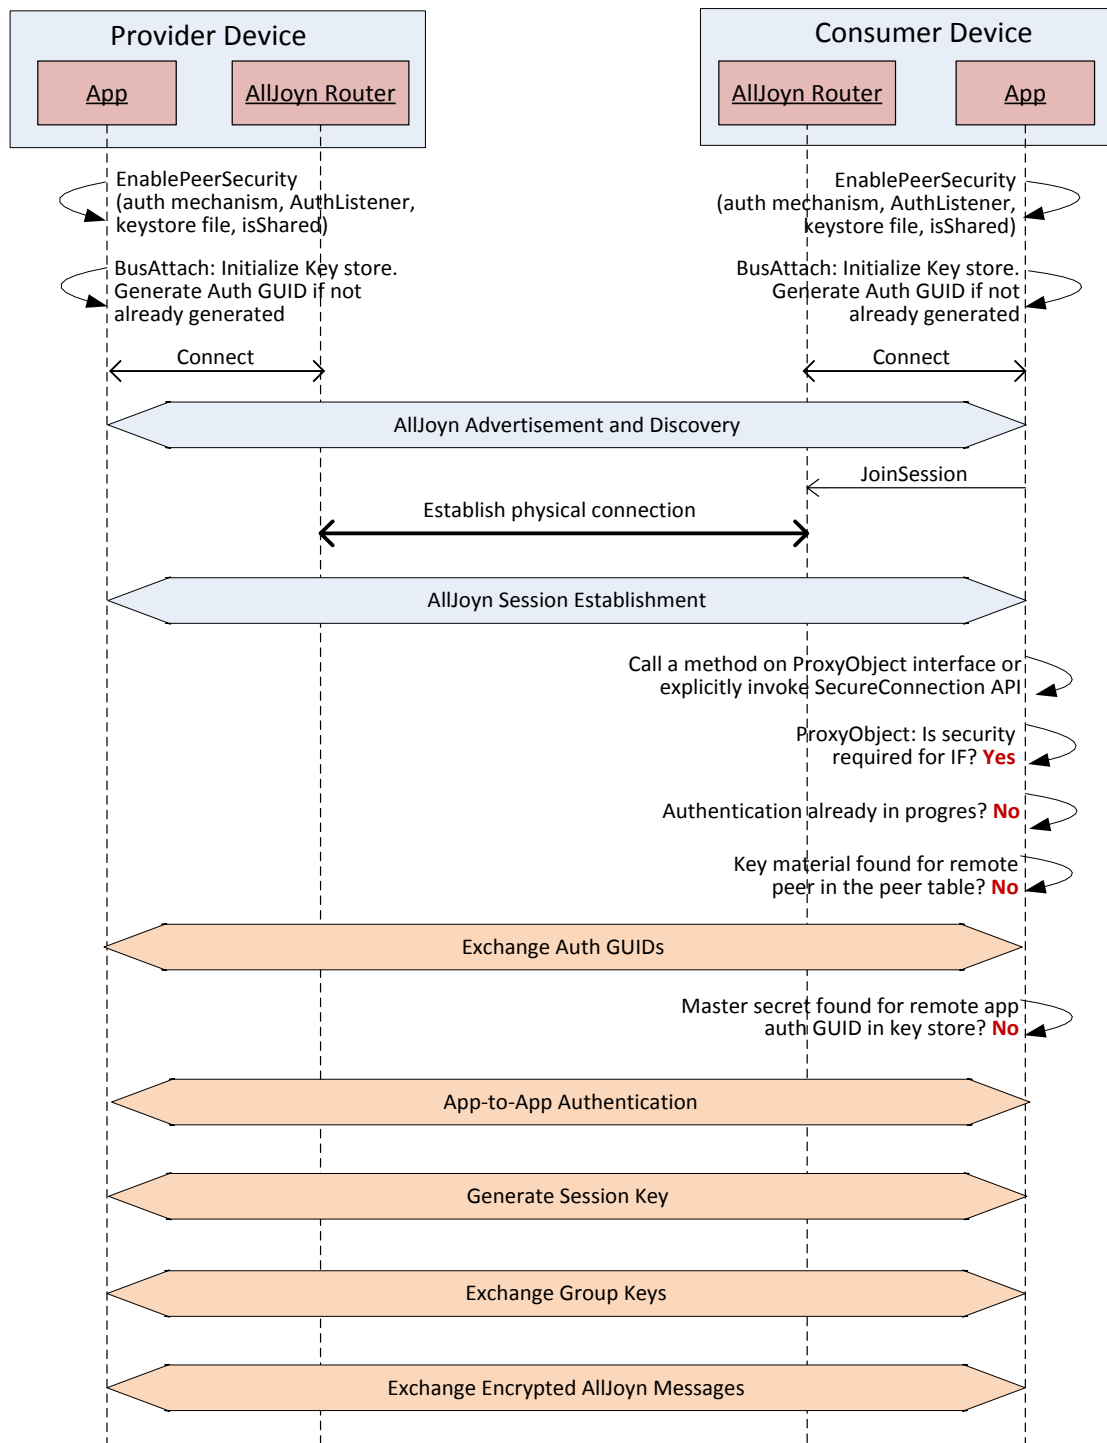 Provider Device
Consumer Device
App
AllJoyn Router
AllJoyn Router
App
EnablePeerSecurity
(auth mechanism, AuthListener,
keystore file, isShared)
EnablePeerSecurity
(auth mechanism, AuthListener,
keystore file, isShared)
BusAttach: Initialize Key store.
Generate Auth GUID if not
already generated
BusAttach: Initialize Key store.
Generate Auth GUID if not
already generated
Connect
Connect
AllJoyn Advertisement and Discovery
JoinSession
Establish physical connection
AllJoyn Session Establishment
Call a method on ProxyObject interface or
explicitly invoke SecureConnection API
ProxyObject: Is security
required for IF? Yes
Authentication already in progres? No
Key material found for remote
peer in the peer table? No
Exchange Auth GUIDs
Master secret found for remote app
auth GUID in key store? No
App-to-App Authentication
Generate Session Key
Exchange Group Keys
Exchange Encrypted AllJoyn Messages